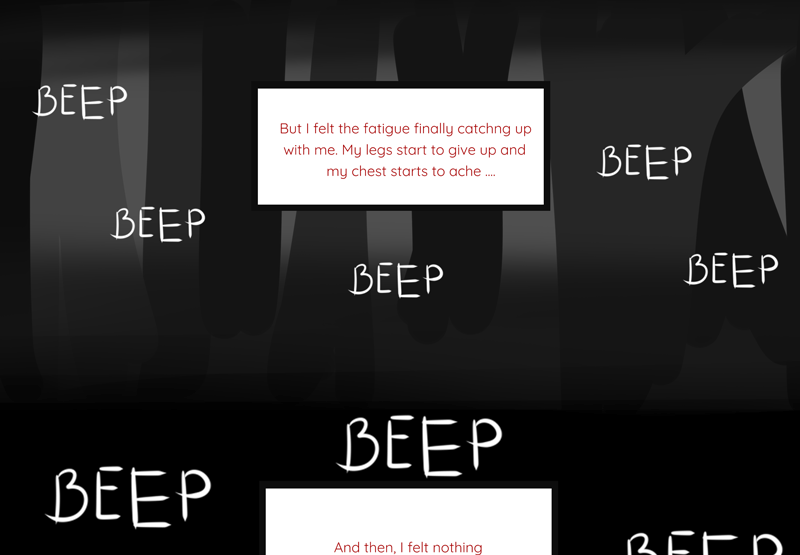 BEEP
But I felt the fatigue finally catchng up
with me. My legs start to give up and
my chest starts to ache ....
BEEP
BEEP
BEEP
BEEP
BEEP
BEEP
BEEP
And then, I felt nothing